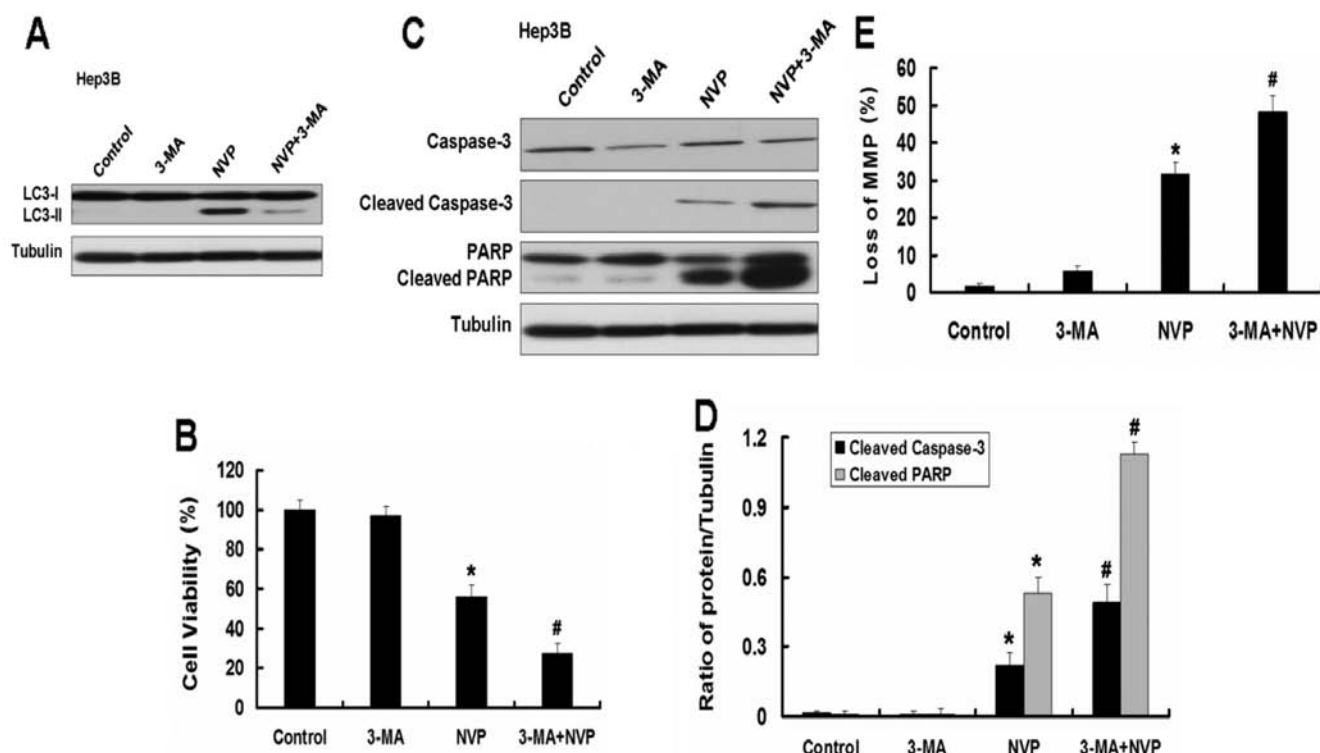 A
Hep3B
Control 3-MA NVP NVP+3-MA
LC3-I
LC3-II
Tubulin
B
Cell Viability (%)
120
100
80
60
40
20
0
* #
Control 3-MA NVP 3-MA+NVP
C
Hep3B
Control 3-MA NVP NVP+3-MA
Caspase-3
Cleaved Caspase-3
PARP
Cleaved PARP
Tubulin
D
Ratio of protein/Tubulin
1.2
0.9
0.6
0.3
0
Cleaved Caspase-3
Cleaved PARP
* * # #
Control 3-MA NVP 3-MA+NVP
E
Loss of MMP (%)
60
50
40
30
20
10
0
* #
Control 3-MA NVP 3-MA+NVP